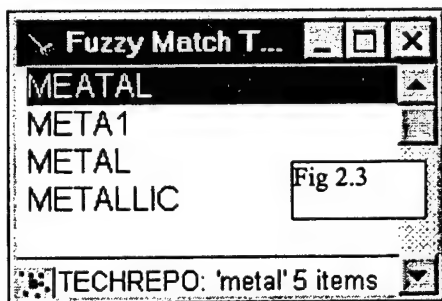 Fuzzy Match T...
MEATAL
META1
METAL
METALLIC
Fig 2.3
TECHREPO: 'metal' 5 items